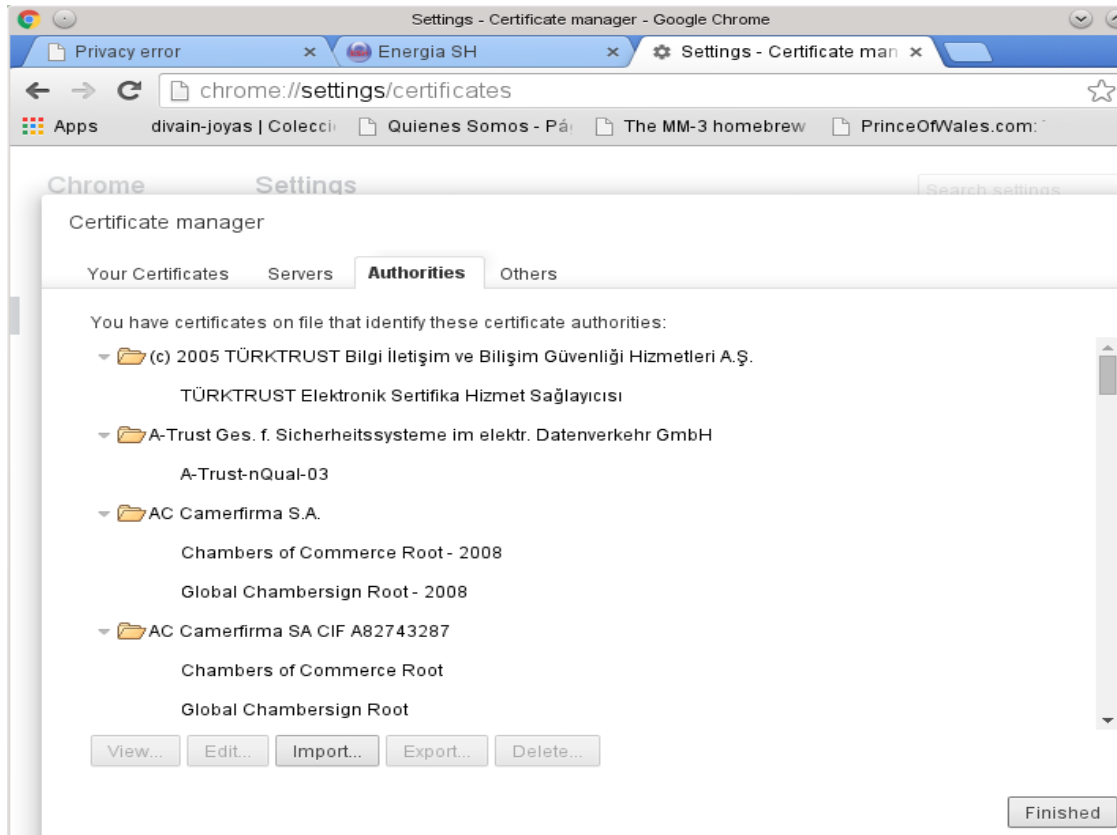 Settings - Certificate manager - Google Chrome
Privacy error × Energia SH × Settings - Certificate man ×
chrome://settings/certificates
Apps divain-joyas | Colecci Quienes Somos - Pá The MM-3 homebrew PrinceOfWales.com:
Chrome Settings Search settings
Certificate manager
Your Certificates Servers Authorities Others
You have certificates on file that identify these certificate authorities:
(c) 2005 TÜRKTRUST Bilgi İletişim ve Bilişim Güvenliği Hizmetleri A.Ş.
TÜRKTRUST Elektronik Sertifika Hizmet Sağlayıcısı
A-Trust Ges. f. Sicherheitssysteme im elektr. Datenverkehr GmbH
A-Trust-nQual-03
AC Camerfirma S.A.
Chambers of Commerce Root - 2008
Global Chambersign Root - 2008
AC Camerfirma SA CIF A82743287
Chambers of Commerce Root
Global Chambersign Root
View... Edit... Import... Export... Delete...
Finished